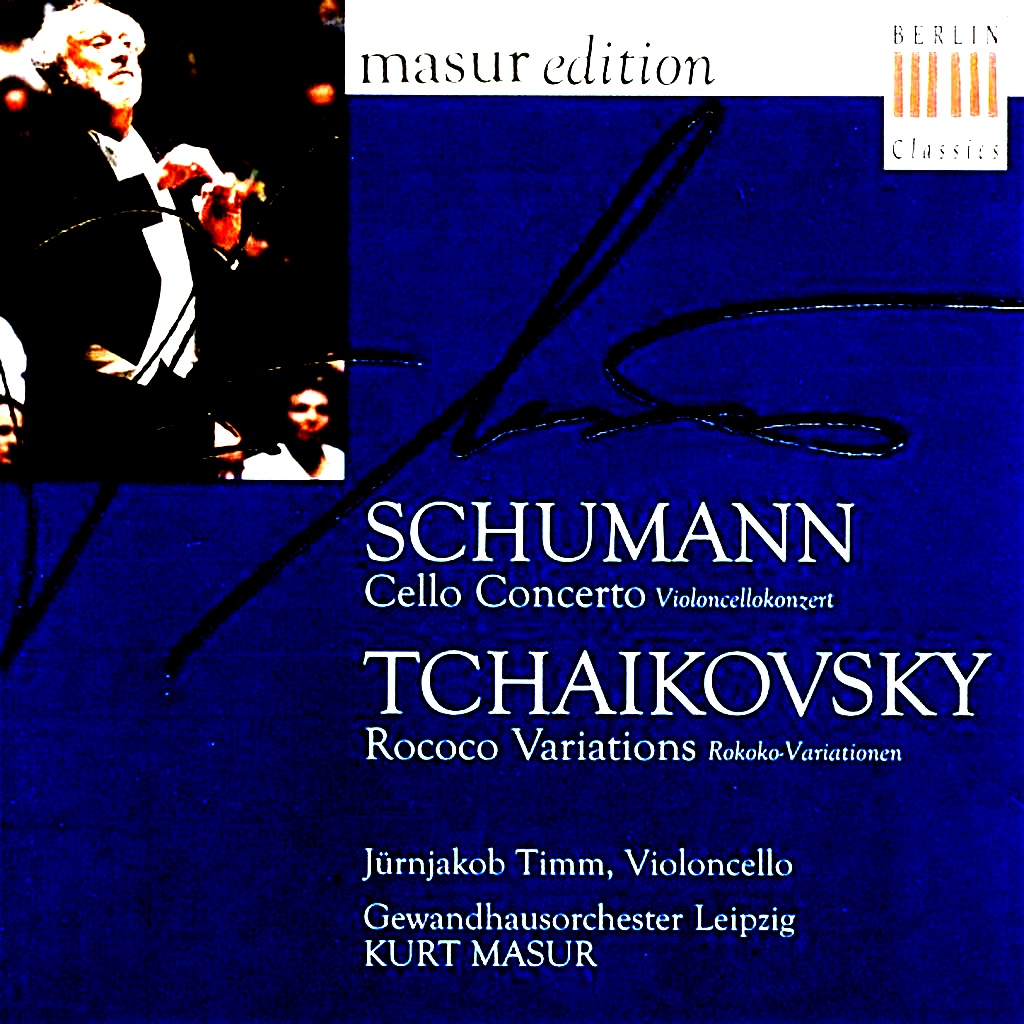 masur edition
BERLIN
Classics
SCHUMANN
Cello Concerto Violoncellokonzert
TCHAIKOVSKY
Rococo Variations Rokoko-Variationen
Jürnjakob Timm, Violoncello
Gewandhausorchester Leipzig
KURT MASUR